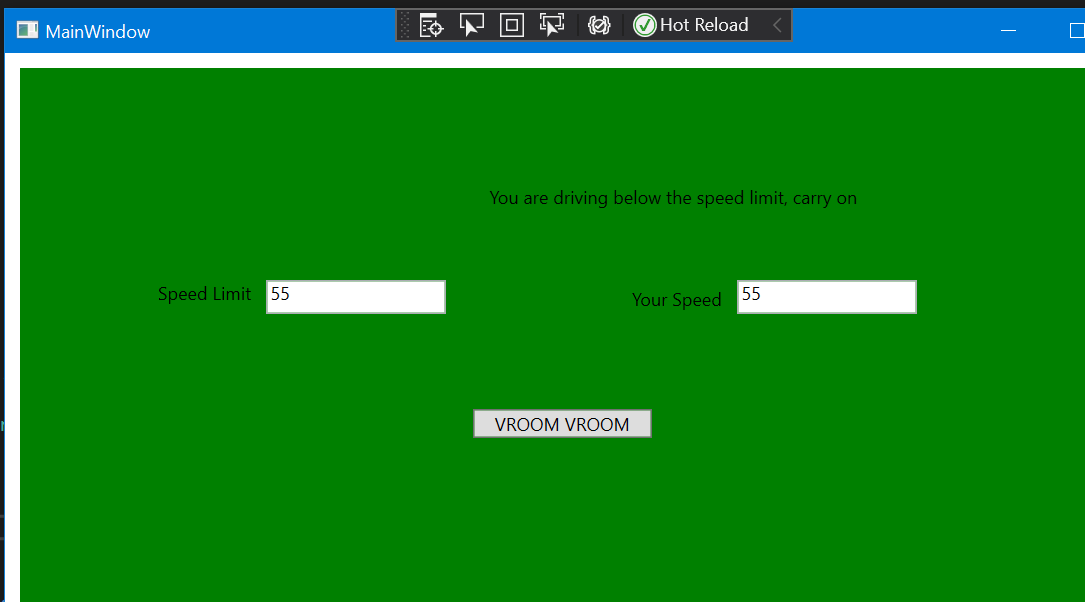 MainWindow
Hot Reload
You are driving below the speed limit, carry on
Speed Limit
55
Your Speed
55
VROOM VROOM